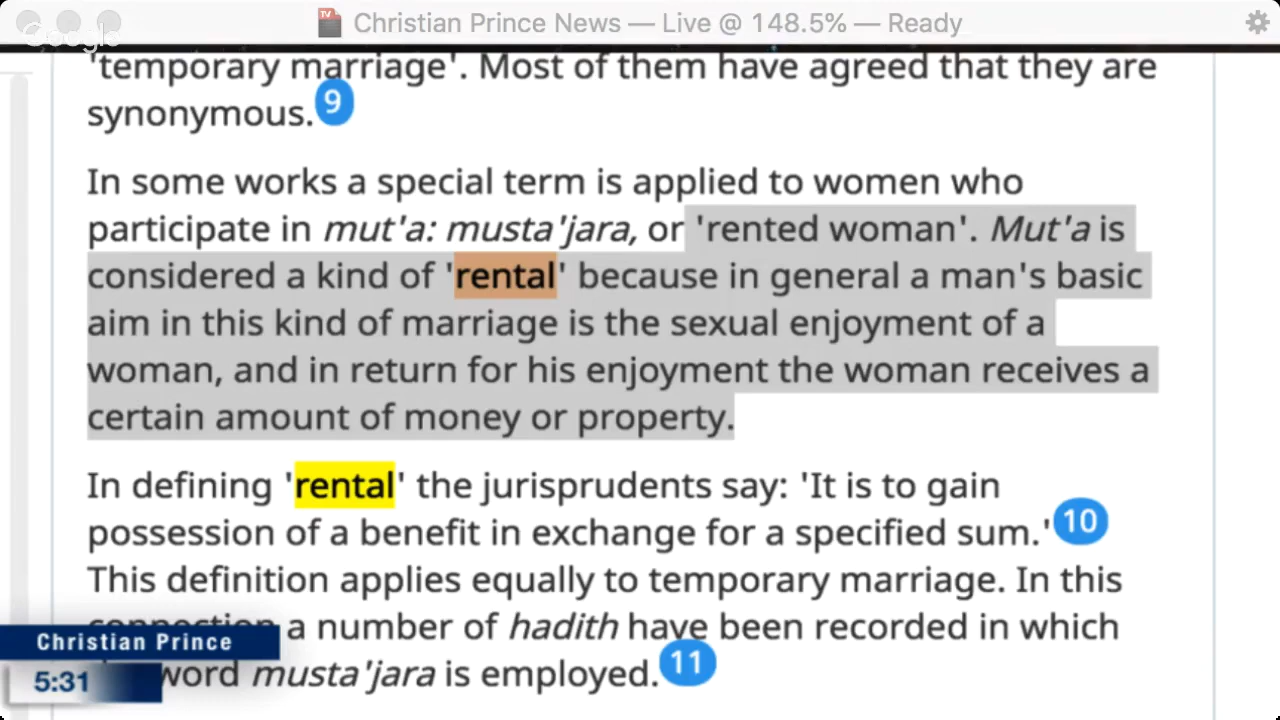 TV Christian Prince News — Live @ 148.5% — Ready
Google
'temporary marriage'. Most of them have agreed that they are
synonymous. 9
In some works a special term is applied to women who
participate in mut'a: musta'jara, or 'rented woman'. Mut'a is
considered a kind of 'rental' because in general a man's basic
aim in this kind of marriage is the sexual enjoyment of a
woman, and in return for his enjoyment the woman receives a
certain amount of money or property.
In defining 'rental' the jurisprudents say: 'It is to gain
possession of a benefit in exchange for a specified sum.' 10
This definition applies equally to temporary marriage. In this
connection a number of hadith have been recorded in which
word musta'jara is employed. 11
Christian Prince
5:31